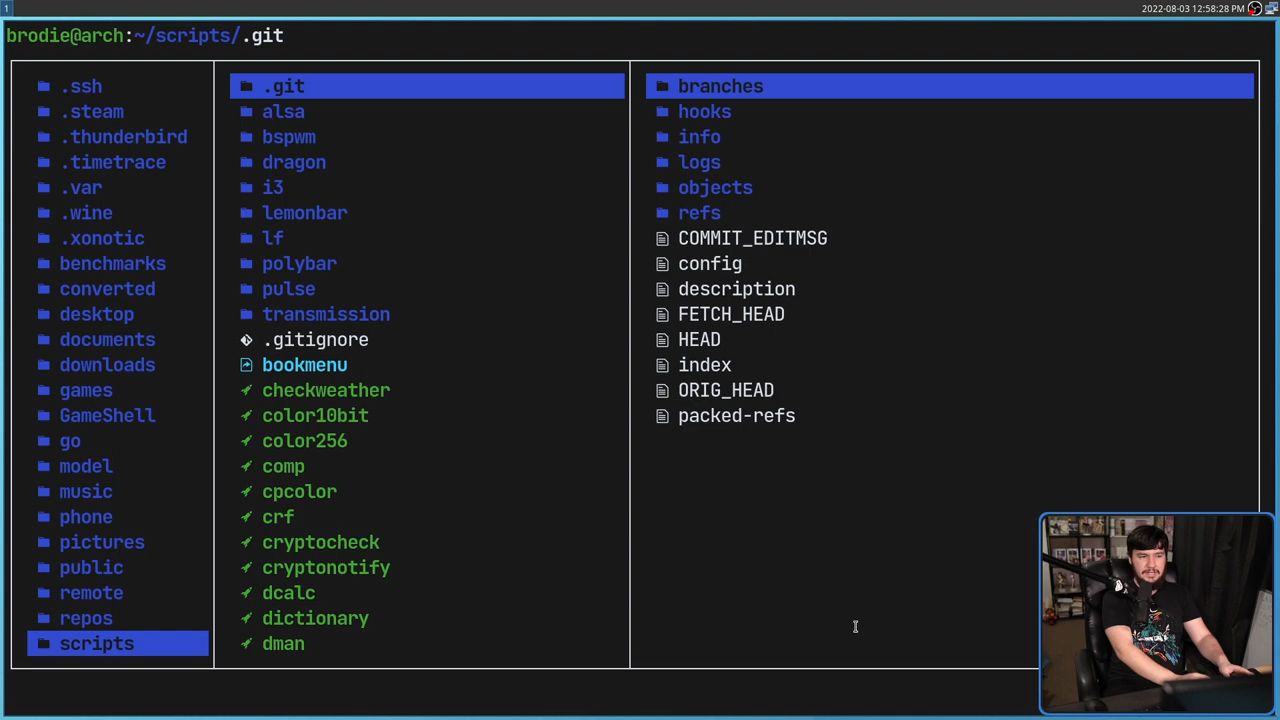 1
2022-08-03 12:58:28 PM
brodie@arch:~/scripts/.git
.ssh
.steam
.thunderbird
.timetrace
.var
.wine
.xonotic
benchmarks
converted
desktop
documents
downloads
games
GameShell
go
model
music
phone
pictures
public
remote
repos
scripts
.git
alsa
bspwm
dragon
i3
lemonbar
lf
polybar
pulse
transmission
.gitignore
bookmenu
checkweather
color10bit
color256
comp
cpcolor
crf
cryptocheck
cryptonotify
dcalc
dictionary
dman
branches
hooks
info
logs
objects
refs
COMMIT_EDITMSG
config
description
FETCH_HEAD
HEAD
index
ORIG_HEAD
packed-refs